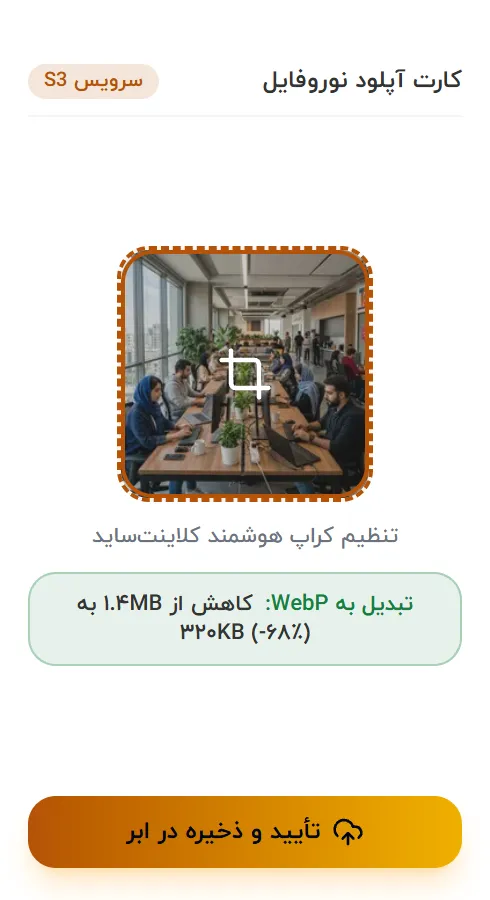 کارت آپلود نوروفایل
سرویس S3
تنظیم کراپ هوشمند کلاینت‌ساید
تبدیل به WebP: کاهش از ۱.۴MB به
۳۲۰KB (-۶۸٪)
تأیید و ذخیره در ابر